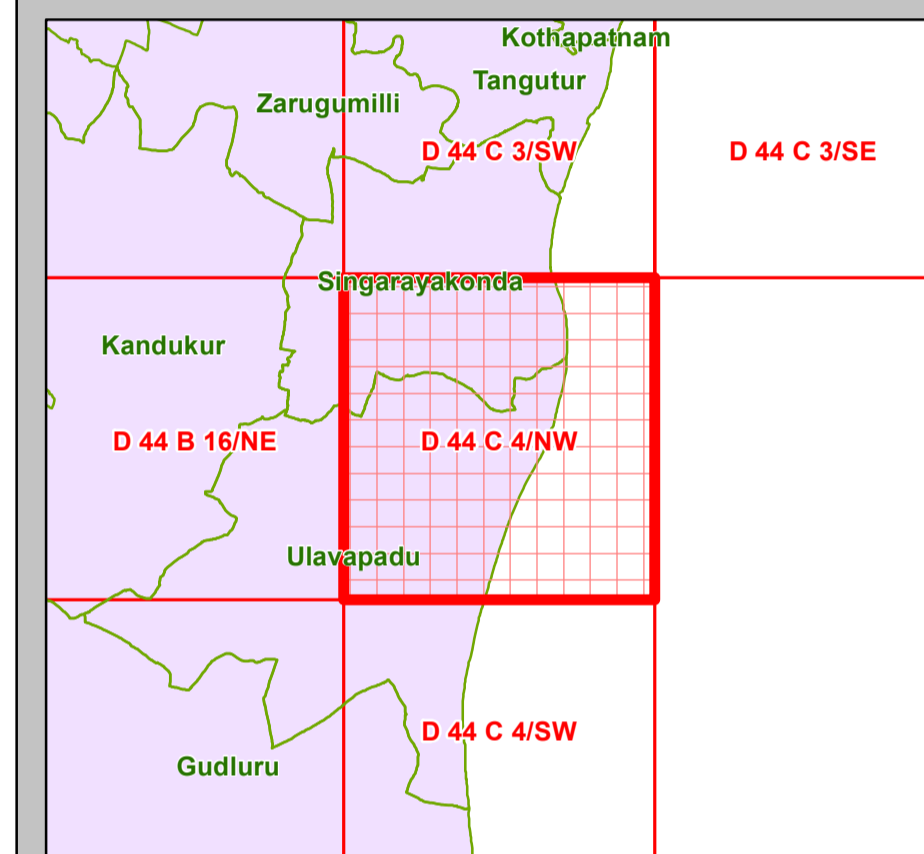 Kothapatnam
Tangutur
Zarugumilli
D 44 C 3/SW
D 44 C 3/SE
Singarayakonda
Kandukur
D 44 B 16/NE
D 44 C 4/NW
Ulavapadu
D 44 C 4/SW
Gudluru